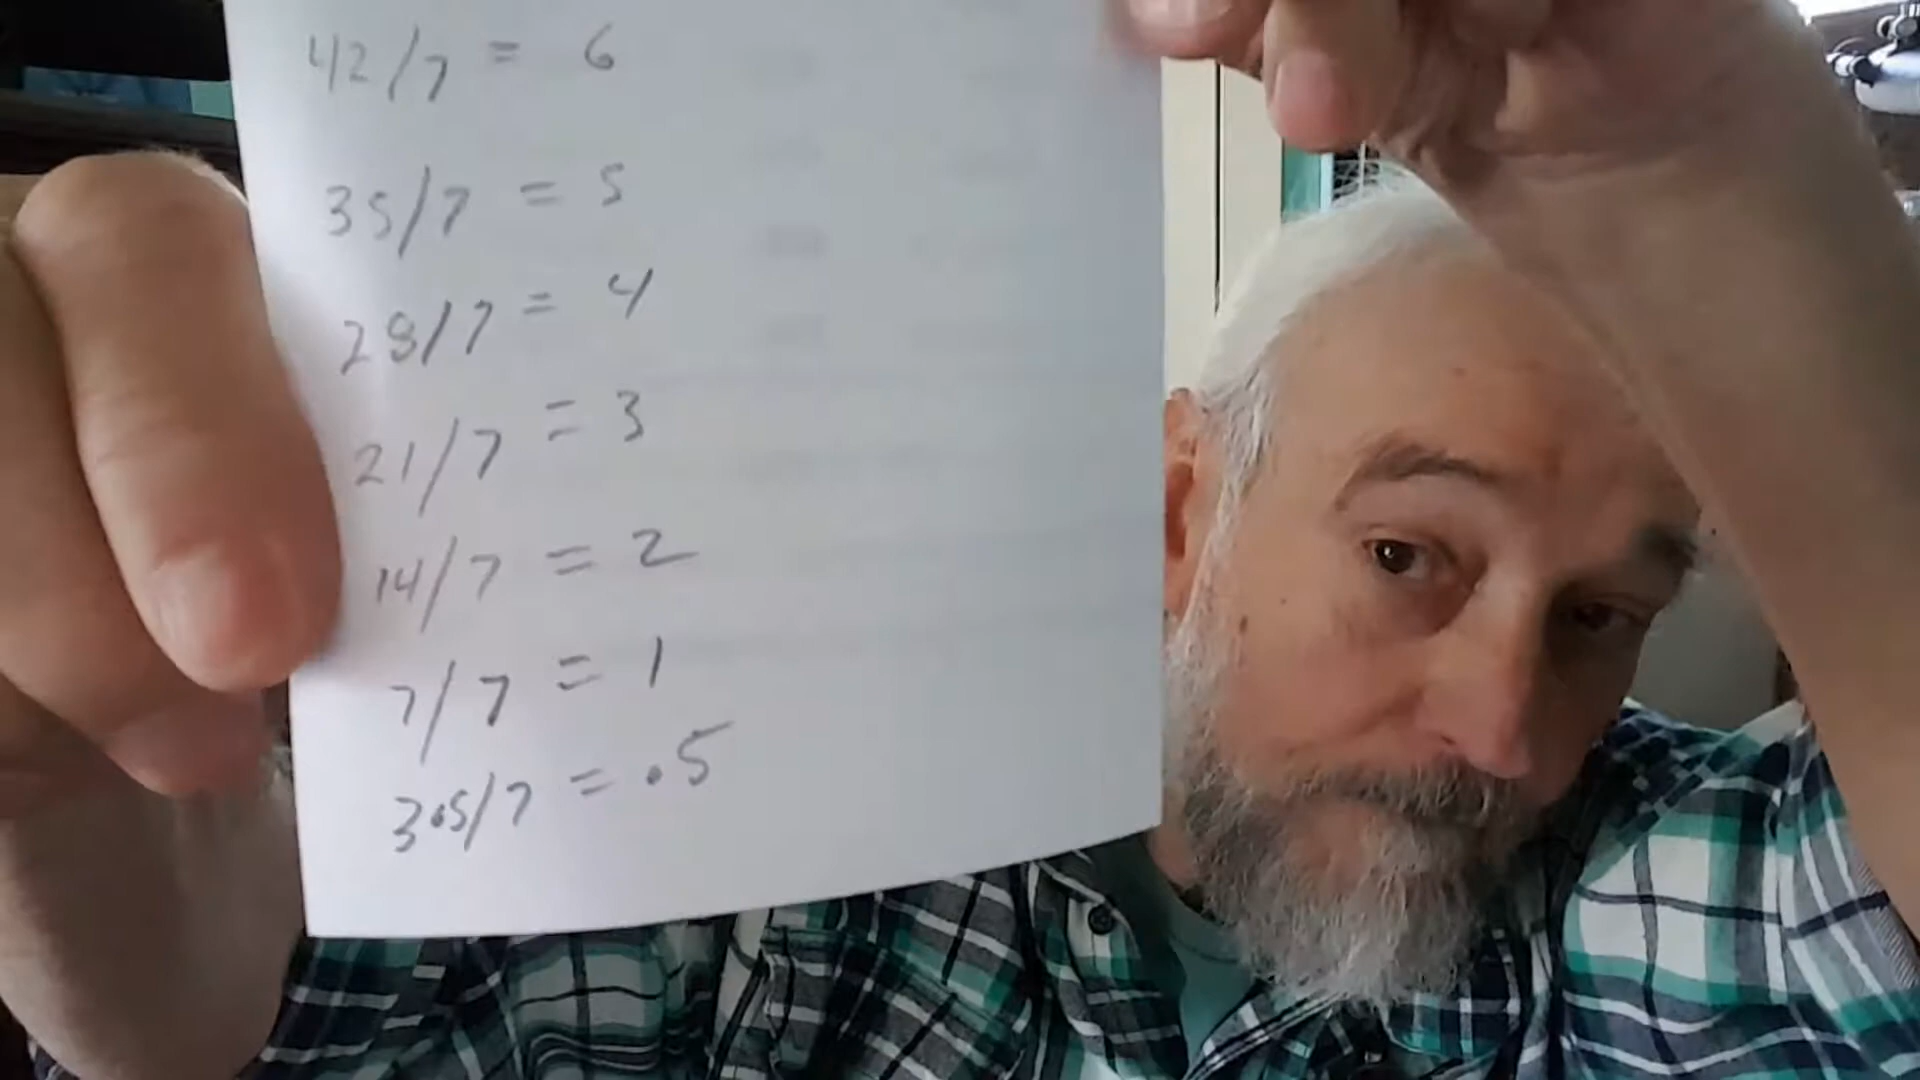 42/7 = 6
35/7 = 5
28/7 = 4
21/7 = 3
14/7 = 2
7/7 = 1
3.5/7 = .5